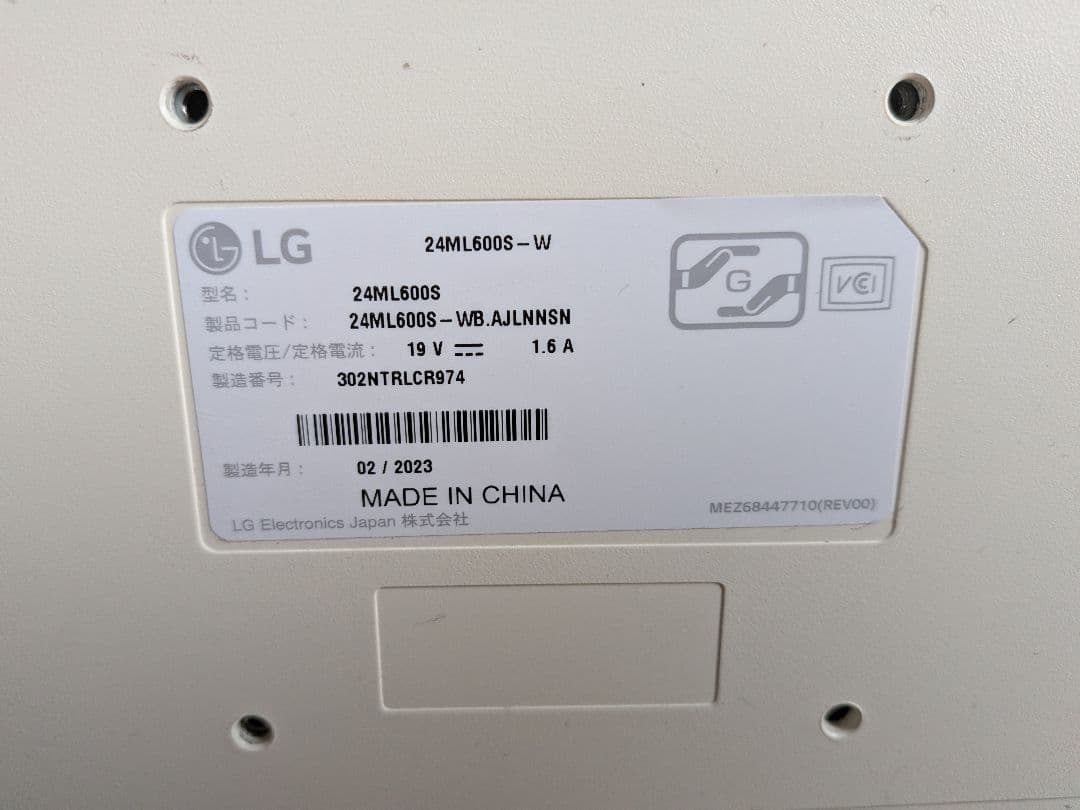 LG 24ML600S-W
型名: 24ML600S
製品コード: 24ML600S-WB.AJLNNSN
定格電圧/定格電流: 19 V 1.6 A
製造番号: 302NTRLCR974
製造年月: 02 / 2023
MADE IN CHINA
LG Electronics Japan 株式会社
MEZ68447710(REV00)
G
VCCI